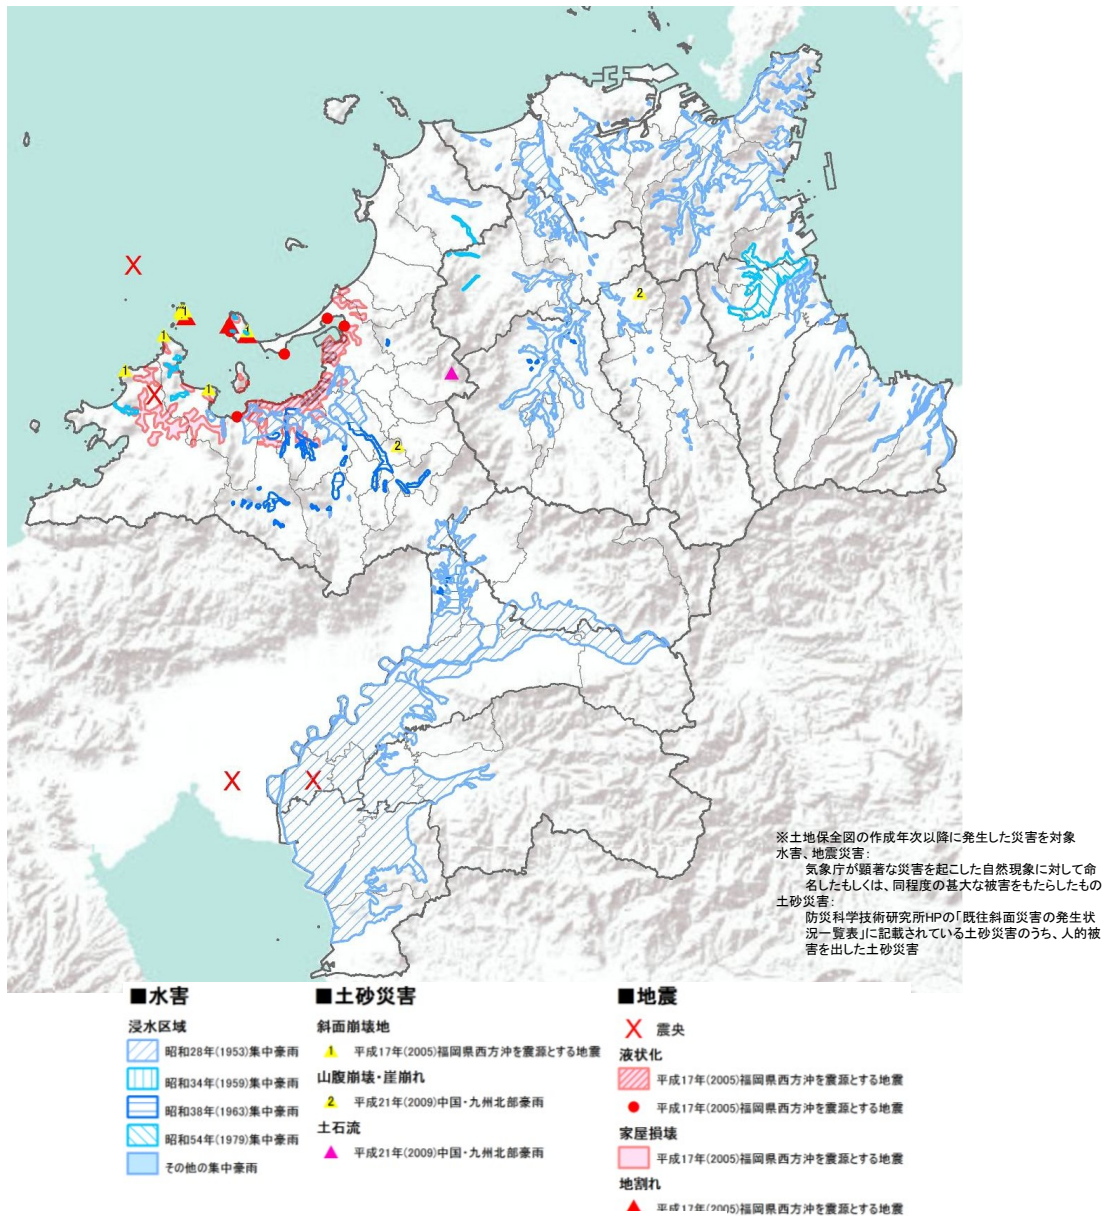 1
1
1
1
1
2
2
※土地保全図の作成年次以降に発生した災害を対象
水害、地震災害：
気象庁が顕著な災害を起こした自然現象に対して命
名したもしくは、同程度の甚大な被害をもたらしたもの
土砂災害：
防災科学技術研究所HPの「既往斜面災害の発生状
況一覧表」に記載されている土砂災害のうち、人的被
害を出した土砂災害
■水害
浸水区域
昭和28年(1953)集中豪雨
昭和34年(1959)集中豪雨
昭和38年(1963)集中豪雨
昭和54年(1979)集中豪雨
その他の集中豪雨
■土砂災害
斜面崩壊地
1 平成17年(2005)福岡県西方沖を震源とする地震
山腹崩壊・崖崩れ
2 平成21年(2009)中国・九州北部豪雨
土石流
平成21年(2009)中国・九州北部豪雨
■地震
震央
液状化
平成17年(2005)福岡県西方沖を震源とする地震
平成17年(2005)福岡県西方沖を震源とする地震
家屋損壊
平成17年(2005)福岡県西方沖を震源とする地震
地割れ
平成17年(2005)福岡県西方沖を震源とする地震